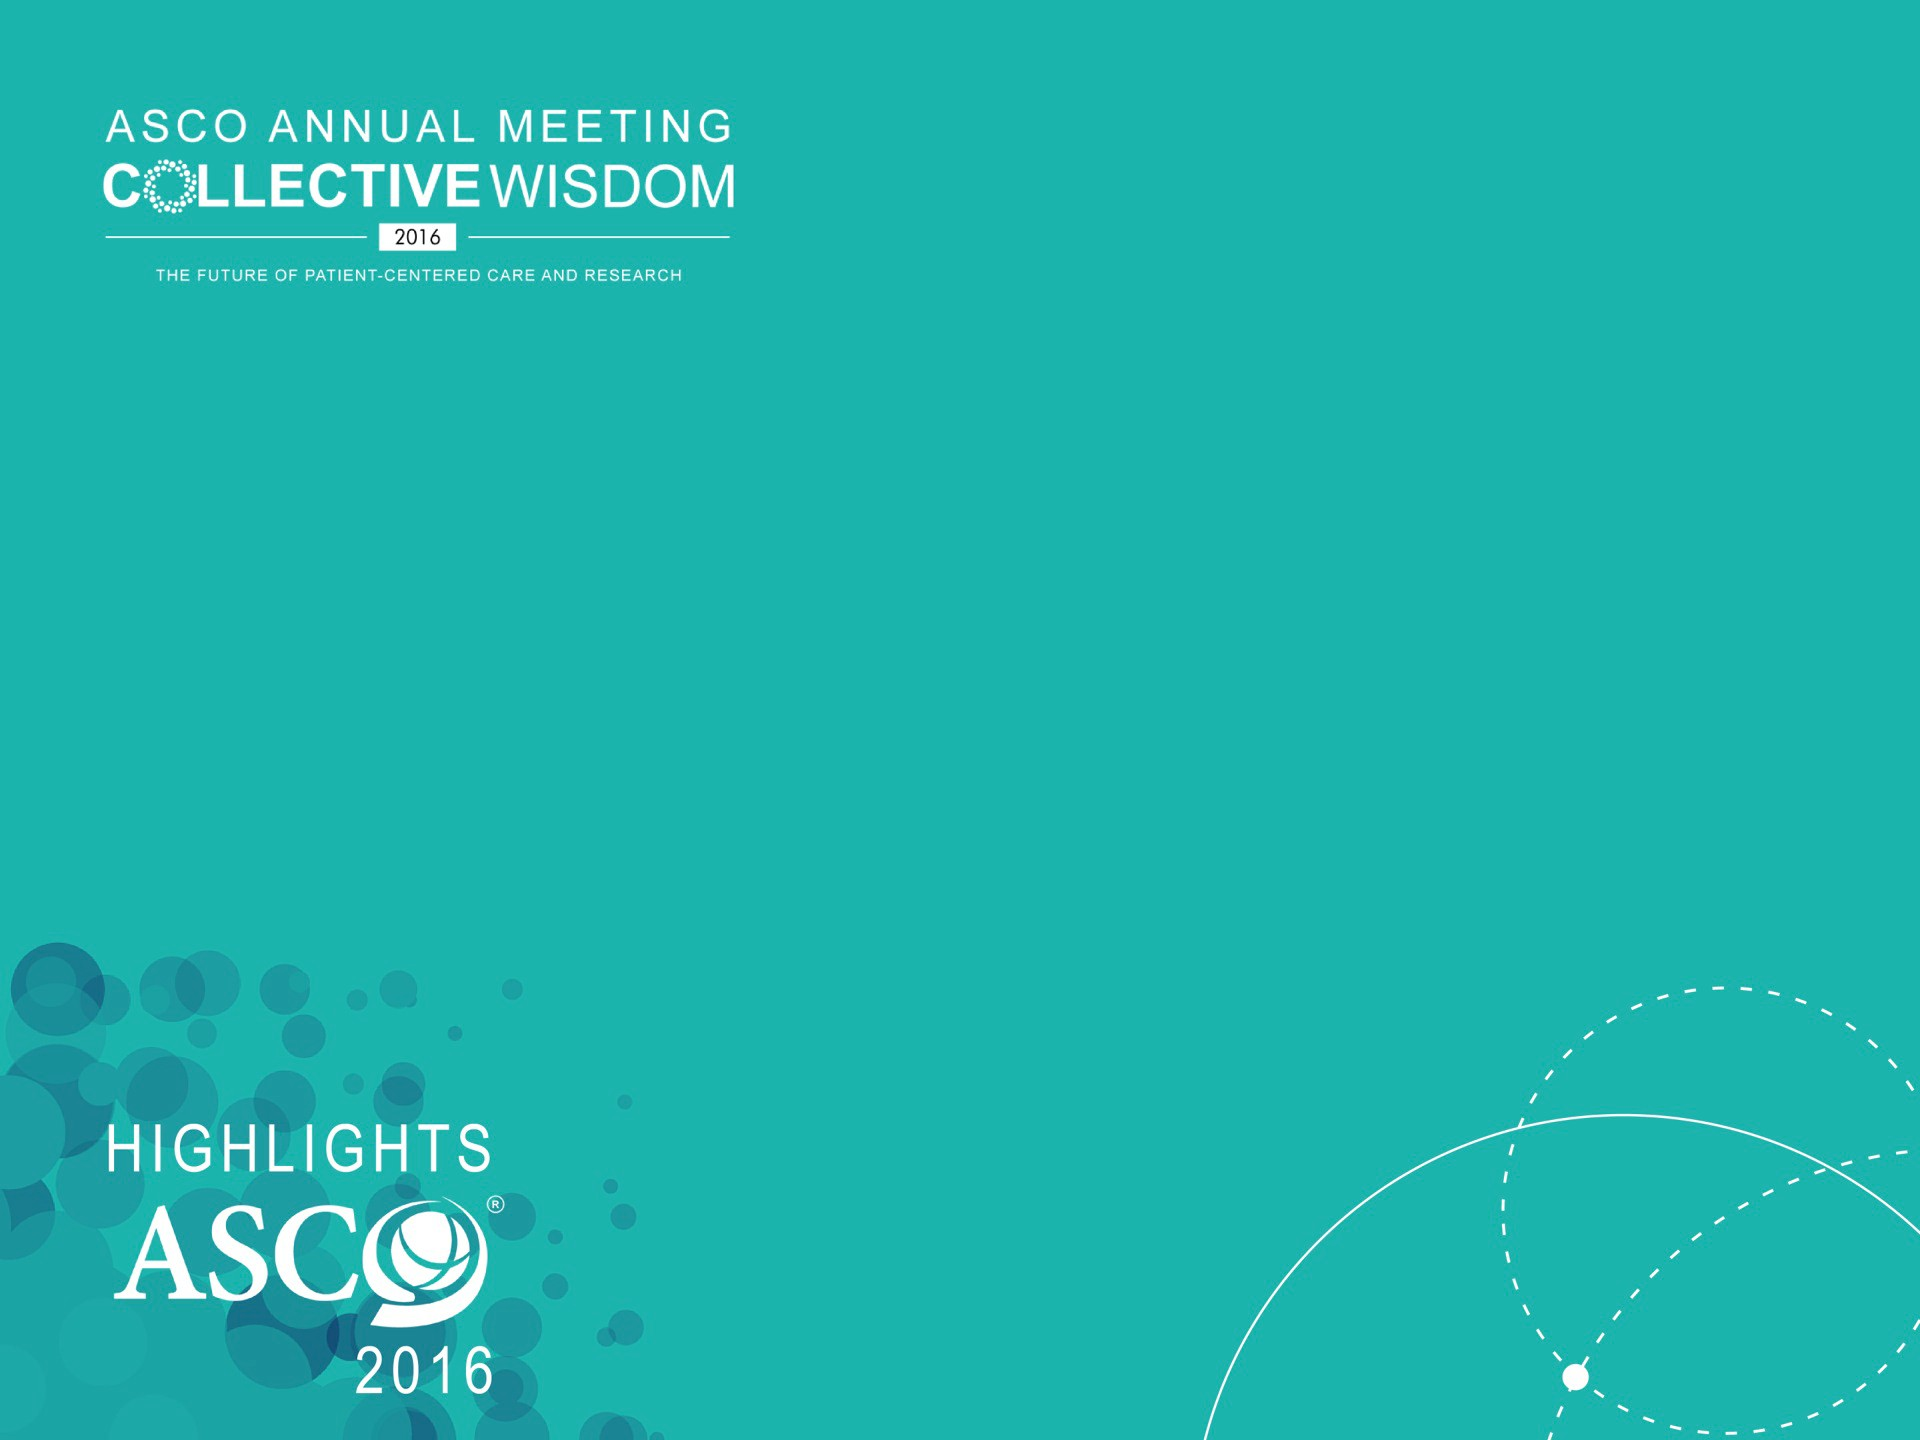 ASCO ANNUAL MEETING
COLLECTIVE WISDOM
2016
THE FUTURE OF PATIENT-CENTERED CARE AND RESEARCH
HIGHLIGHTS
ASCO®
2016